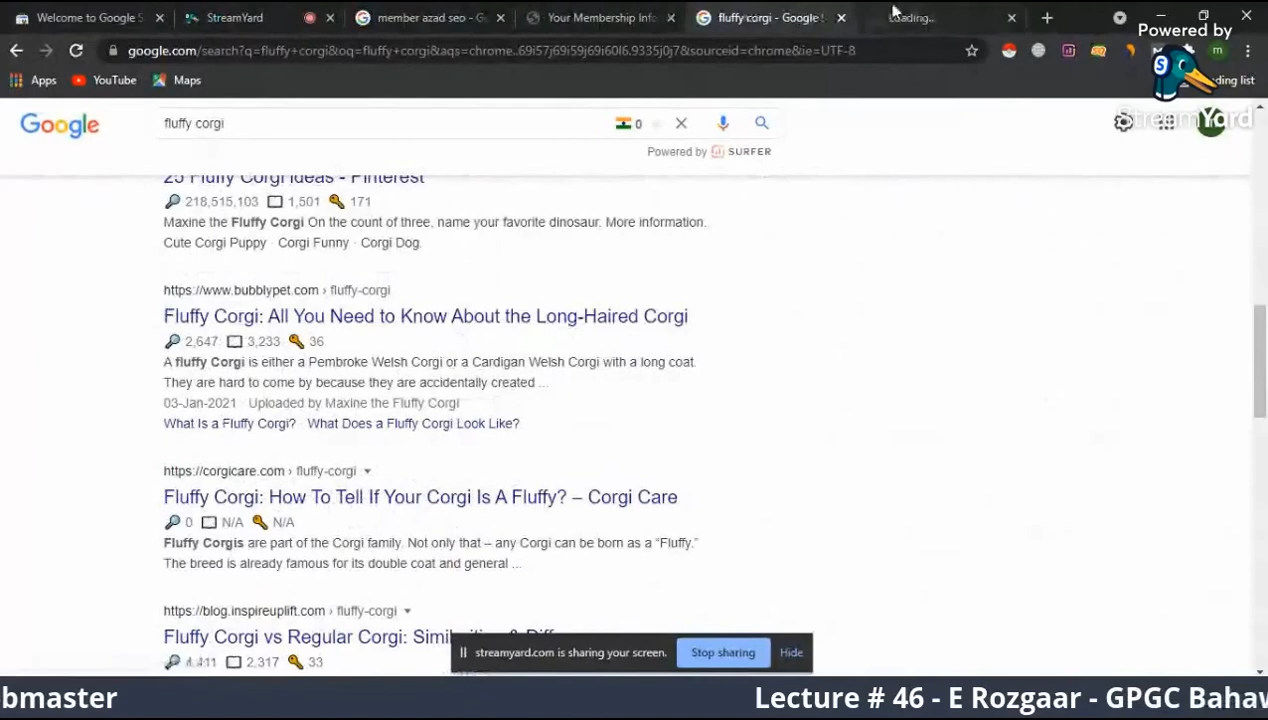 Welcome to Google S
StreamYard
member azad seo - G
Your Membership Info
fluffy corgi - Google S
Loading...
Powered by
google.com/search?q=fluffy+corgi&oq=fluffy+corgi&aqs=chrome..69i57j69i59j69i60l6.9335j0j7&sourceid=chrome&ie=UTF-8
m
Apps
YouTube
Maps
ding list
S
StreamYard
Google
fluffy corgi
0
Powered by SURFER
25 Fluffy Corgi Ideas - Pinterest
218,515,103 1,501 171
Maxine the Fluffy Corgi On the count of three, name your favorite dinosaur. More information.
Cute Corgi Puppy · Corgi Funny · Corgi Dog.
https://www.bubblypet.com › fluffy-corgi
Fluffy Corgi: All You Need to Know About the Long-Haired Corgi
2,647 3,233 36
A fluffy Corgi is either a Pembroke Welsh Corgi or a Cardigan Welsh Corgi with a long coat.
They are hard to come by because they are accidentally created ...
03-Jan-2021 · Uploaded by Maxine the Fluffy Corgi
What Is a Fluffy Corgi? · What Does a Fluffy Corgi Look Like?
https://corgicare.com › fluffy-corgi
Fluffy Corgi: How To Tell If Your Corgi Is A Fluffy? – Corgi Care
0 N/A N/A
Fluffy Corgis are part of the Corgi family. Not only that – any Corgi can be born as a “Fluffy.”
The breed is already famous for its double coat and general ...
https://blog.inspireuplift.com › fluffy-corgi
Fluffy Corgi vs Regular Corgi:
2,317 33
streamyard.com is sharing your screen.
Stop sharing
Hide
bmaster
Lecture # 46 - E Rozgaar - GPGC Bahaw